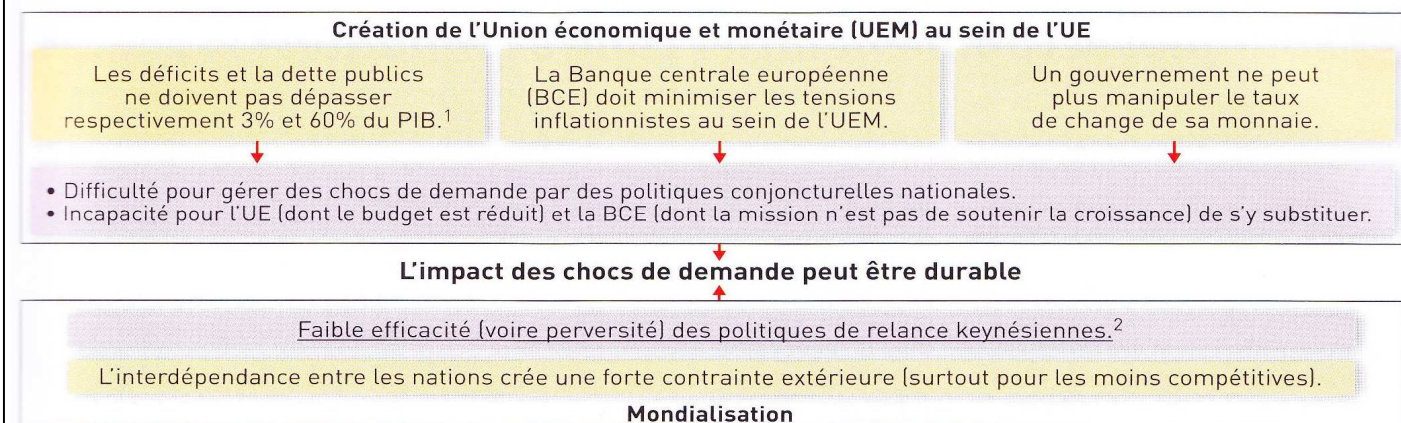 Création de l'Union économique et monétaire (UEM) au sein de l'UE
Les déficits et la dette publics
ne doivent pas dépasser
respectivement 3% et 60% du PIB.¹
La Banque centrale européenne
(BCE) doit minimiser les tensions
inflationnistes au sein de l'UEM.
Un gouvernement ne peut
plus manipuler le taux
de change de sa monnaie.
• Difficulté pour gérer des chocs de demande par des politiques conjoncturelles nationales.
• Incapacité pour l'UE (dont le budget est réduit) et la BCE (dont la mission n'est pas de soutenir la croissance) de s'y substituer.
L'impact des chocs de demande peut être durable
Faible efficacité (voire perversité) des politiques de relance keynésiennes.²
L'interdépendance entre les nations crée une forte contrainte extérieure (surtout pour les moins compétitives).
Mondialisation